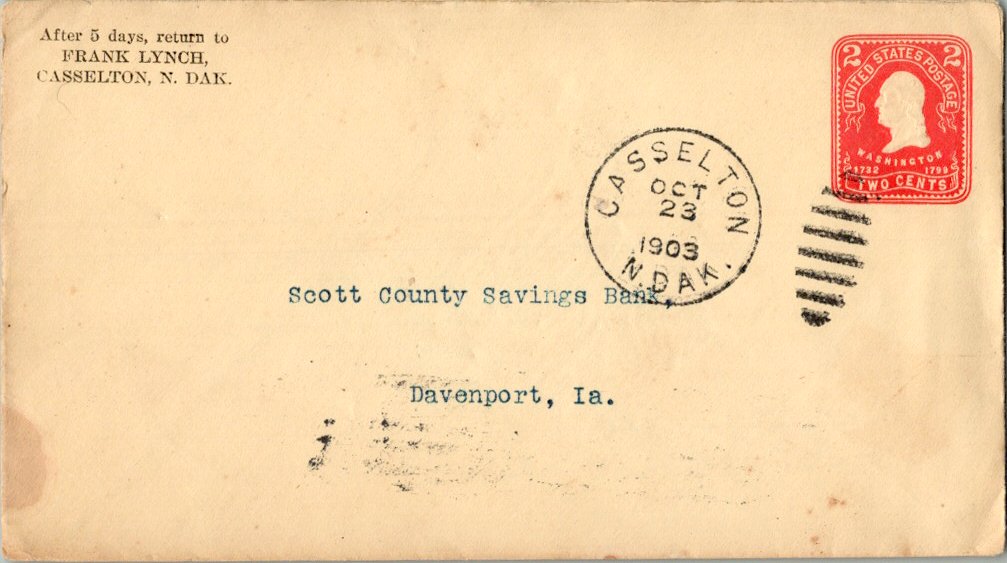 After 5 days, return to
FRANK LYNCH,
CASSELTON, N. DAK.
2 2
UNITED STATES POSTAGE
WASHINGTON
1732 1799
TWO CENTS
CASSELTON
OCT
23
1903
N. DAK.
Scott County Savings Bank,
Davenport, Ia.